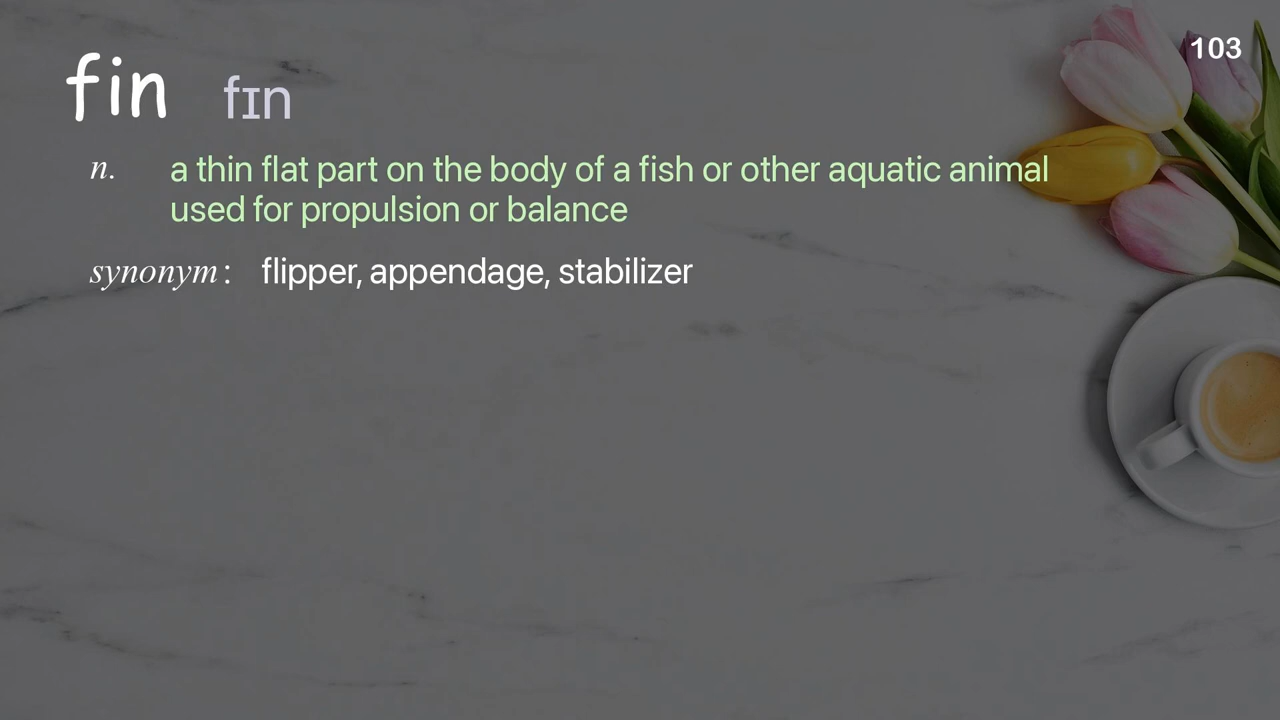 103
fin fɪn
n. a thin flat part on the body of a fish or other aquatic animal
used for propulsion or balance
synonym: flipper, appendage, stabilizer